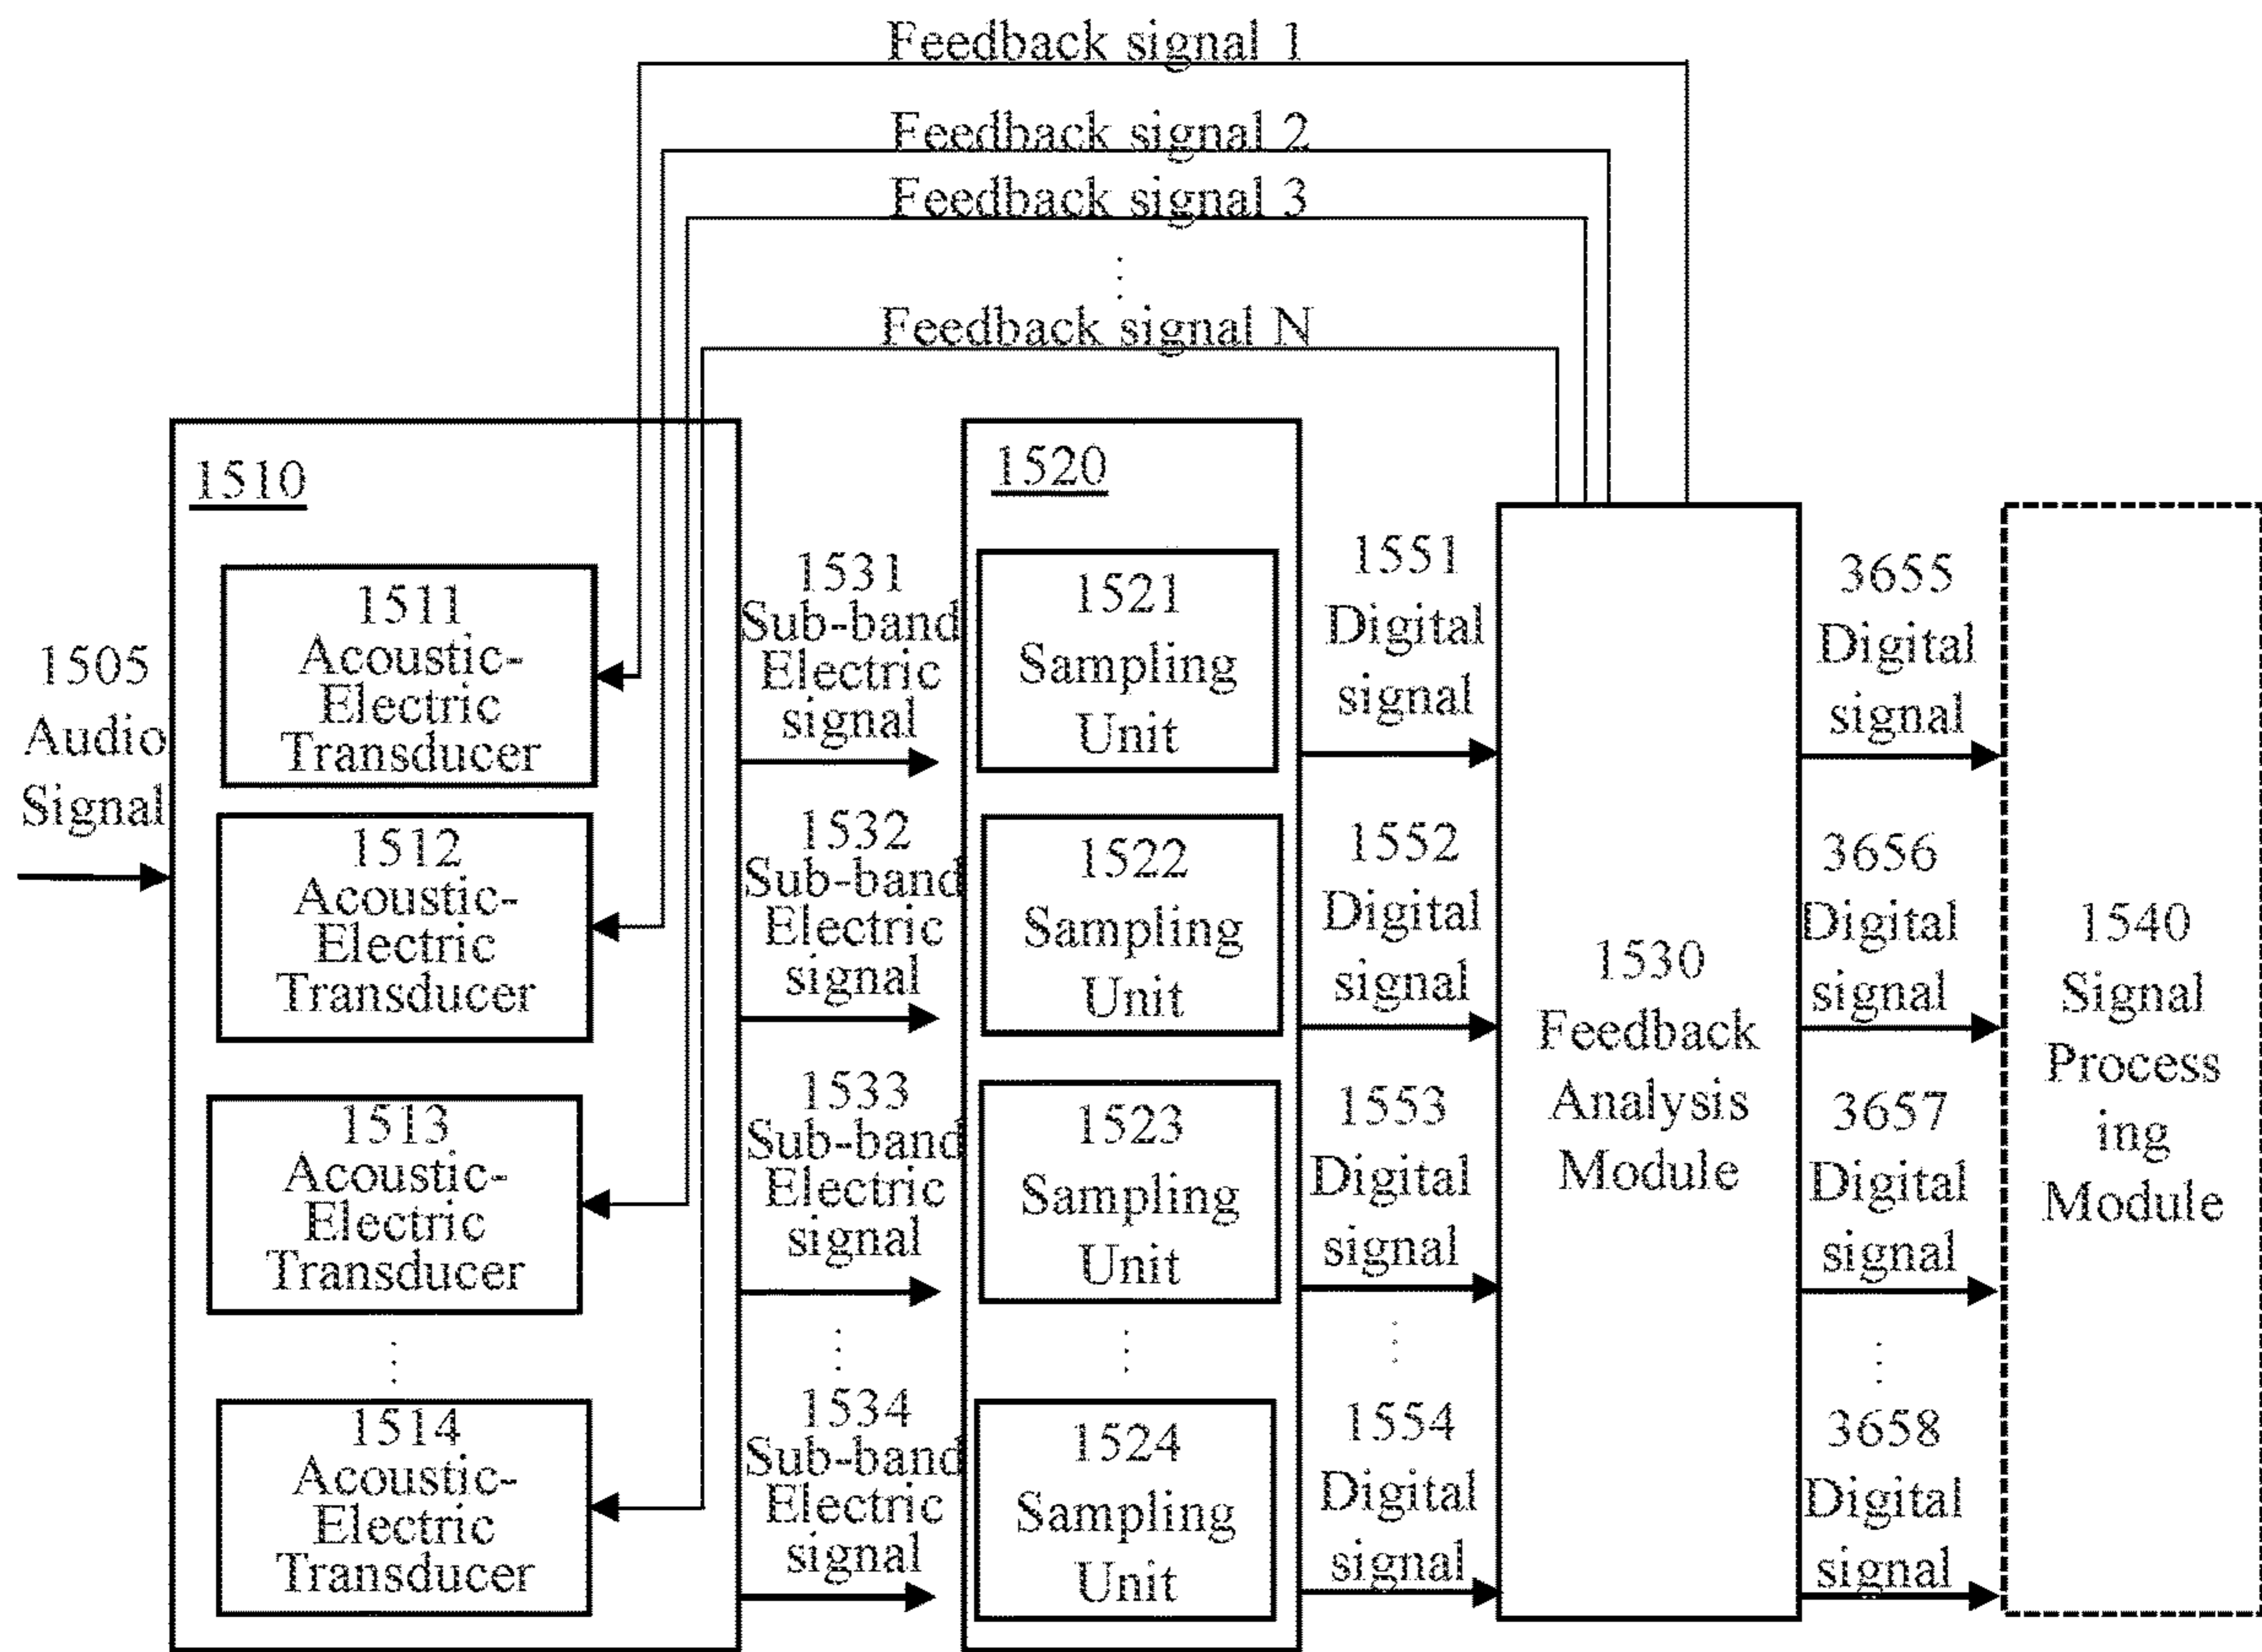 Feedback signal 1
Feedback signal 2
Feedback signal 3
Feedback signal N
1505
Audio
Signal
1510
1511
Acoustic-
Electric
Transducer
1512
Acoustic-
Electric
Transducer
1513
Acoustic-
Electric
Transducer
1514
Acoustic-
Electric
Transducer
1531
Sub-band
Electric
signal
1532
Sub-band
Electric
signal
1533
Sub-band
Electric
signal
1534
Sub-band
Electric
signal
1520
1521
Sampling
Unit
1522
Sampling
Unit
1523
Sampling
Unit
1524
Sampling
Unit
1551
Digital
signal
1552
Digital
signal
1553
Digital
signal
1554
Digital
signal
1530
Feedback
Analysis
Module
3655
Digital
signal
3656
Digital
signal
3657
Digital
signal
3658
Digital
signal
1540
Signal
Process
ing
Module